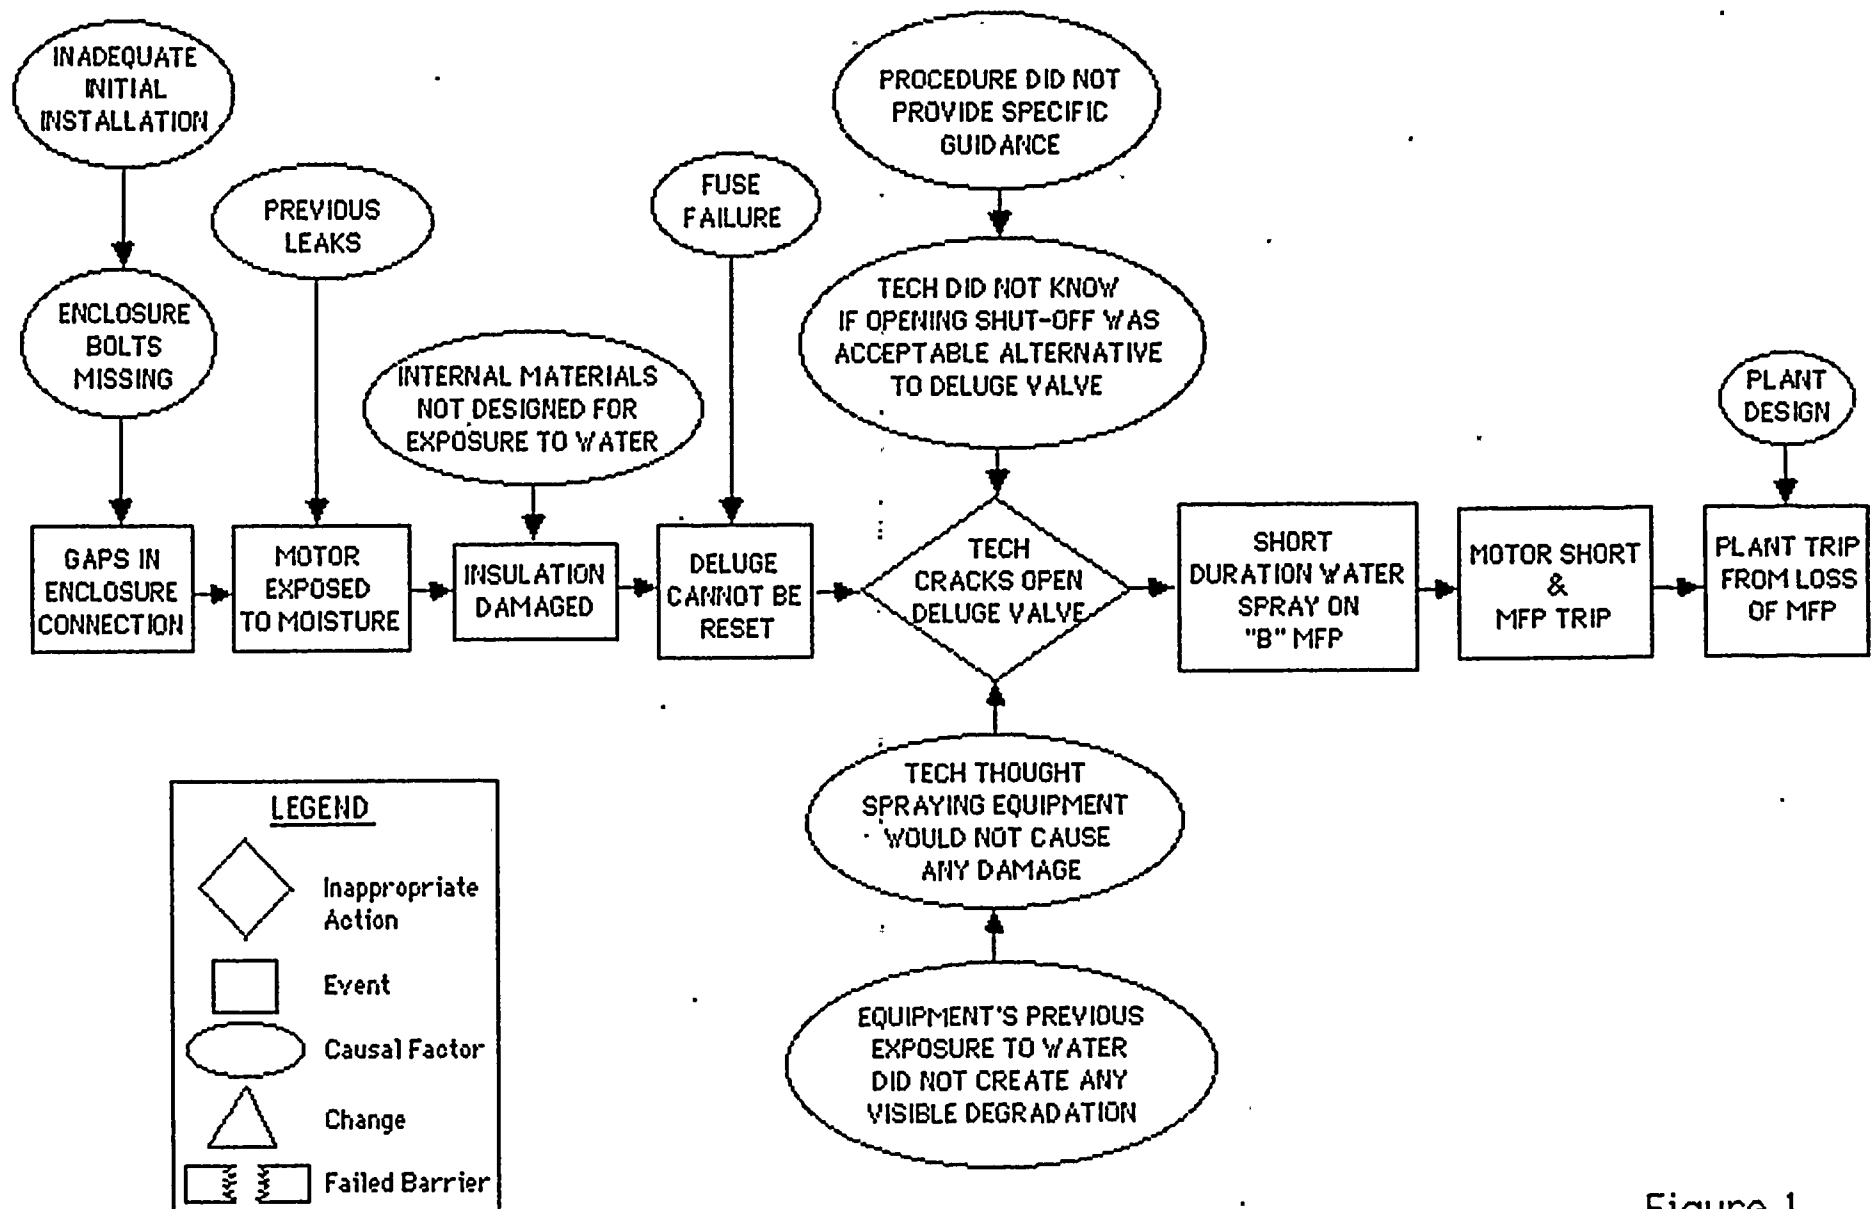 INADEQUATE
INITIAL
INSTALLATION
PREVIOUS
LEAKS
ENCLOSURE
BOLTS
MISSING
INTERNAL MATERIALS
NOT DESIGNED FOR
EXPOSURE TO WATER
FUSE
FAILURE
PROCEDURE DID NOT
PROVIDE SPECIFIC
GUIDANCE
TECH DID NOT KNOW
IF OPENING SHUT-OFF WAS
ACCEPTABLE ALTERNATIVE
TO DELUGE VALVE
PLANT
DESIGN
GAPS IN
ENCLOSURE
CONNECTION
MOTOR
EXPOSED
TO MOISTURE
INSULATION
DAMAGED
DELUGE
CANNOT BE
RESET
TECH
CRACKS OPEN
DELUGE VALVE
SHORT
DURATION WATER
SPRAY ON
"B" MFP
MOTOR SHORT
&
MFP TRIP
PLANT TRIP
FROM LOSS
OF MFP
TECH THOUGHT
SPRAYING EQUIPMENT
WOULD NOT CAUSE
ANY DAMAGE
EQUIPMENT'S PREVIOUS
EXPOSURE TO WATER
DID NOT CREATE ANY
VISIBLE DEGRADATION
LEGEND
Inappropriate
Action
Event
Causal Factor
Change
Failed Barrier
Figure 1